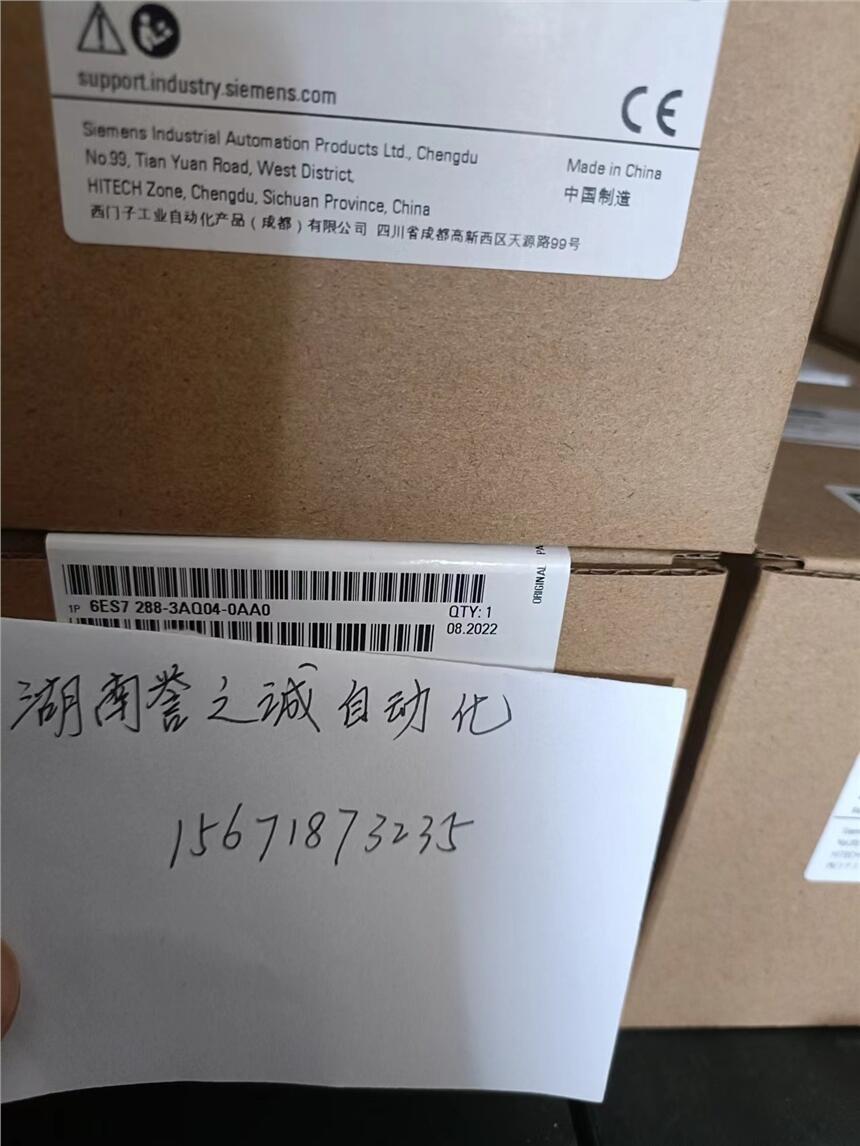 support.industry.siemens.com
CE
Siemens Industrial Automation Products Ltd., Chengdu
No.99, Tian Yuan Road, West District,
HITECH Zone, Chengdu, Sichuan Province, China
西门子工业自动化产品(成都)有限公司 四川省成都高新西区天源路99号
Made in China
中国制造
1P 6ES7 288-3AQ04-0AA0
QTY: 1
08.2022
ORIGINAL
湖南誉之诚自动化
15671873235